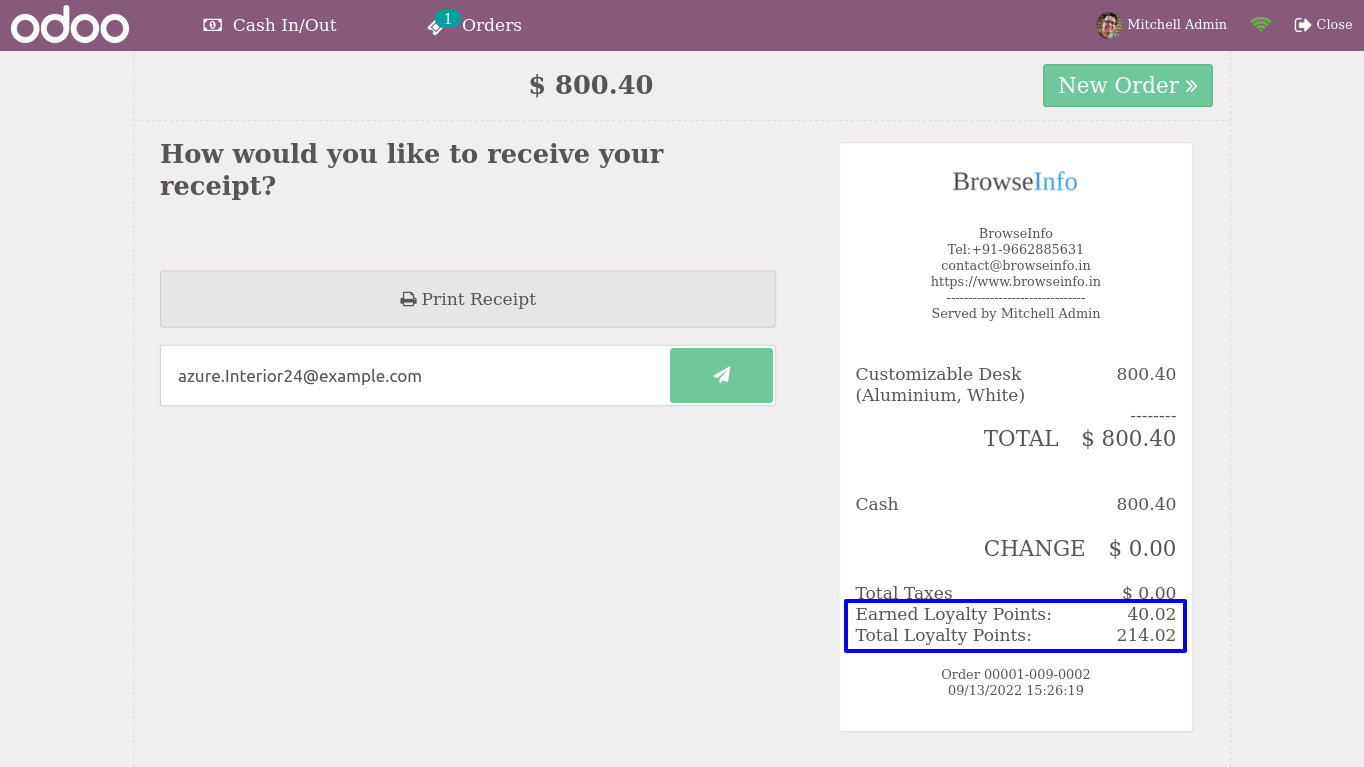 odoo
Cash In/Out
1
Orders
Mitchell Admin
Close
$ 800.40
New Order
How would you like to receive your
receipt?
Print Receipt
azure.Interior24@example.com
BrowseInfo
BrowseInfo
Tel:+91-9662885631
contact@browseinfo.in
https://www.browseinfo.in
--------------------------------
Served by Mitchell Admin
Customizable Desk 800.40
(Aluminium, White)
--------
TOTAL $ 800.40
Cash 800.40
CHANGE $ 0.00
Total Taxes $ 0.00
Earned Loyalty Points: 40.02
Total Loyalty Points: 214.02
Order 00001-009-0002
09/13/2022 15:26:19